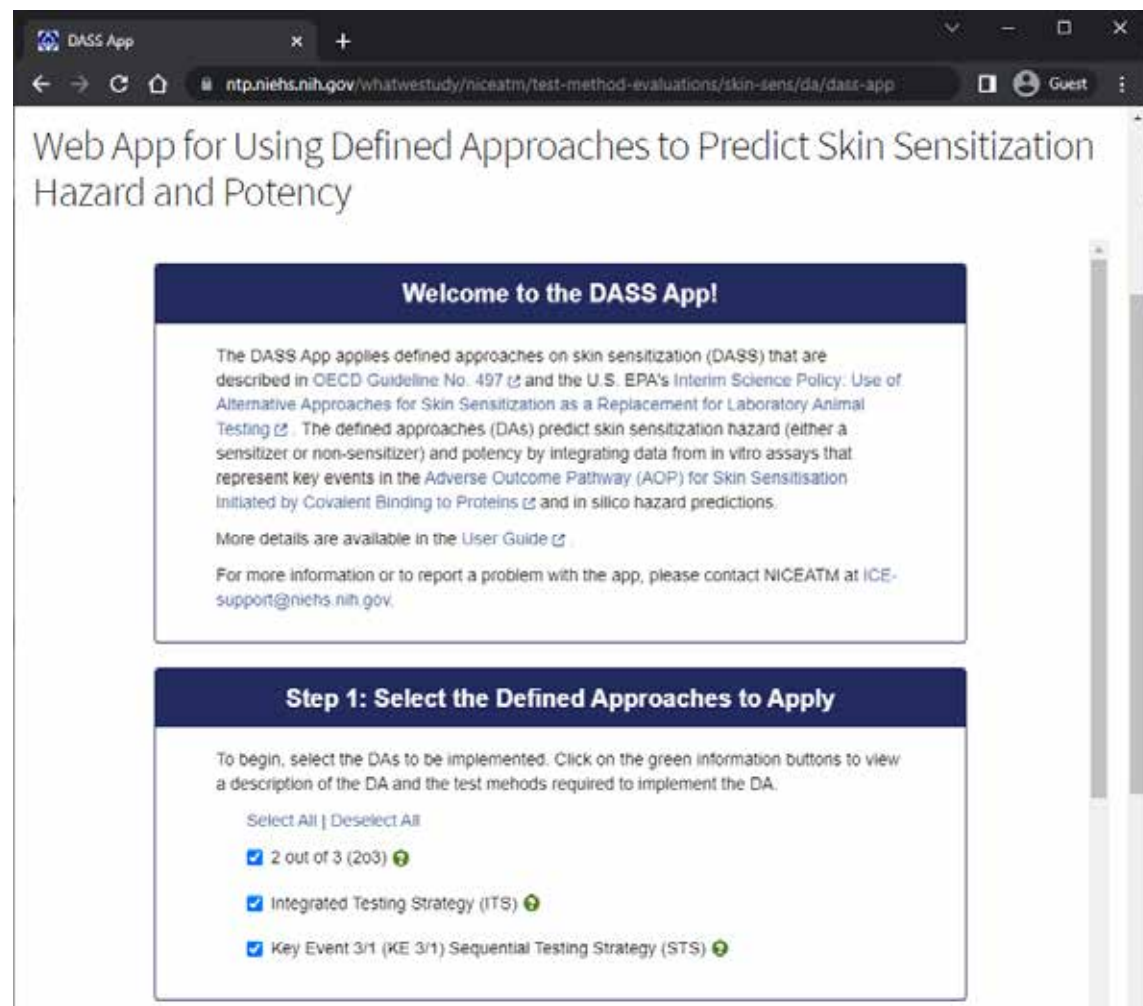 DASS App
ntp.niehs.nih.gov/whatwestudy/niceatm/test-method-evaluations/skin-sens/da/dass-app
Guest
Web App for Using Defined Approaches to Predict Skin Sensitization
Hazard and Potency
Welcome to the DASS App!
The DASS App applies defined approaches on skin sensitization (DASS) that are
described in OECD Guideline No. 497 and the U.S. EPA's Interim Science Policy: Use of
Alternative Approaches for Skin Sensitization as a Replacement for Laboratory Animal
Testing . The defined approaches (DAs) predict skin sensitization hazard (either a
sensitizer or non-sensitizer) and potency by integrating data from in vitro assays that
represent key events in the Adverse Outcome Pathway (AOP) for Skin Sensitisation
Initiated by Covalent Binding to Proteins and in silico hazard predictions.
More details are available in the User Guide .
For more information or to report a problem with the app, please contact NICEATM at ICE-
support@niehs.nih.gov.
Step 1: Select the Defined Approaches to Apply
To begin, select the DAs to be implemented. Click on the green information buttons to view
a description of the DA and the test mehods required to implement the DA.
Select All | Deselect All
2 out of 3 (2o3)
Integrated Testing Strategy (ITS)
Key Event 3/1 (KE 3/1) Sequential Testing Strategy (STS)